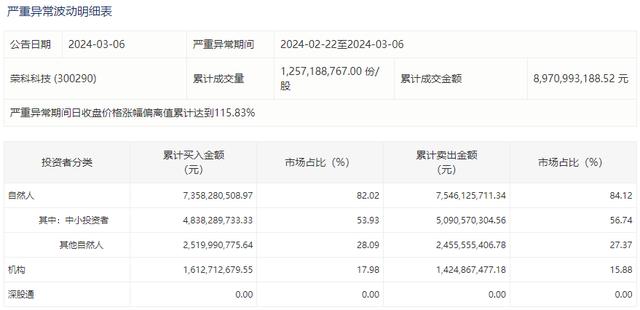 严重异常波动明细表
公告日期 2024-03-06 严重异常期间 2024-02-22至2024-03-06
荣科科技 (300290) 累计成交量 1,257,188,767.00 份/股 累计成交金额 8,970,993,188.52 元
严重异常期间日收盘价格涨幅偏离值累计达到115.83%
投资者分类 累计买入金额（元） 市场占比（%） 累计卖出金额（元） 市场占比（%）
自然人 7,358,280,508.97 82.02 7,546,125,711.34 84.12
其中：中小投资者 4,838,289,733.33 53.93 5,090,570,304.56 56.74
其他自然人 2,519,990,775.64 28.09 2,455,555,406.78 27.37
机构 1,612,712,679.55 17.98 1,424,867,477.18 15.88
深股通 0.00 0.00 0.00 0.00